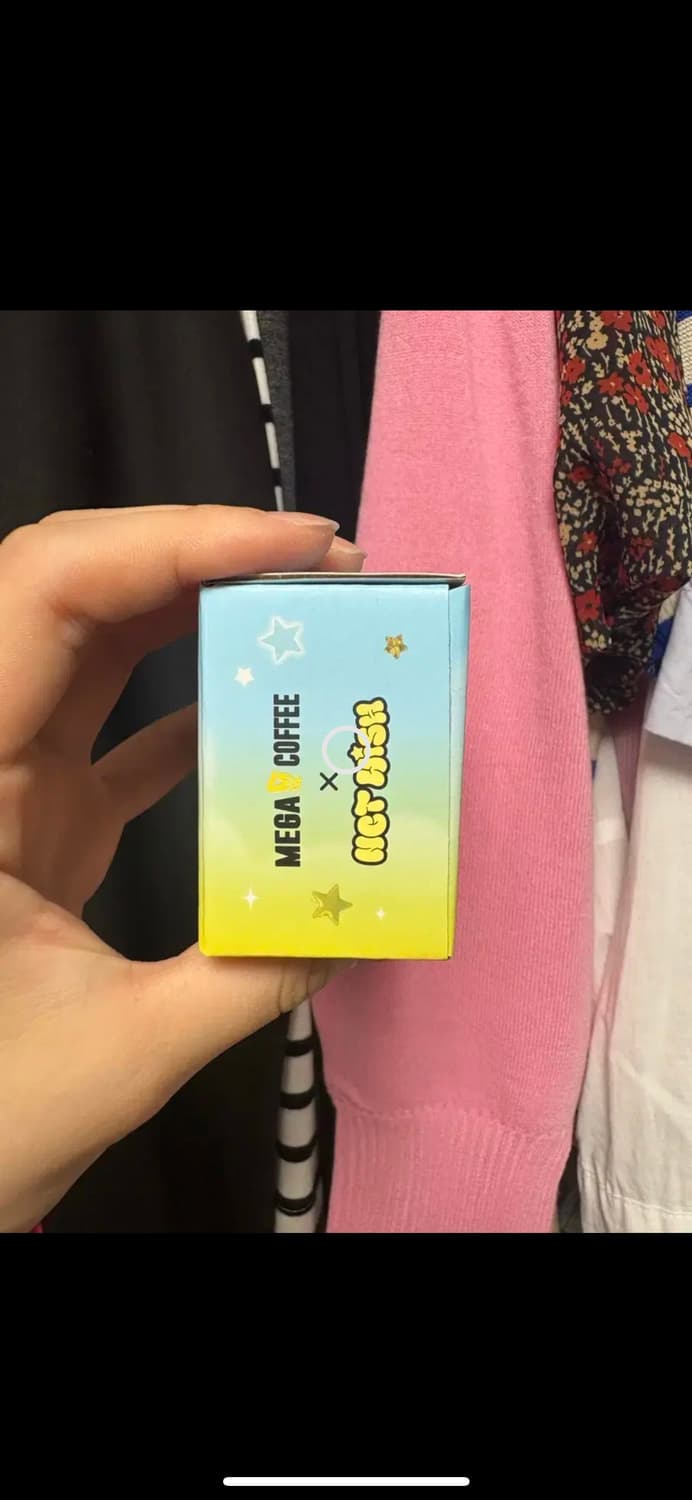 MEGA COFFEE
×
NCT WISH